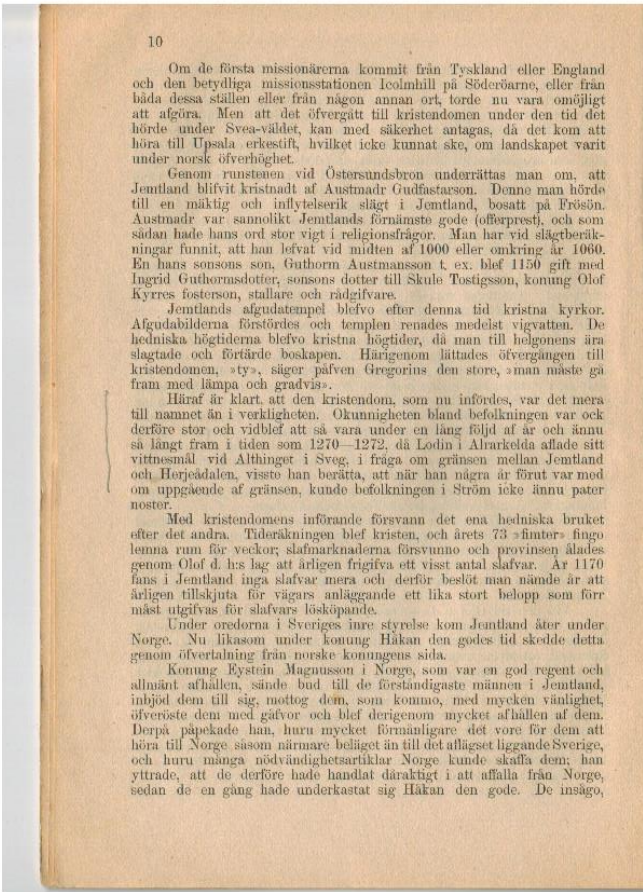 10
Om de första missionärerna kommit från Tyskland eller England
och den betydliga missionsstationen Icolmhill på Söderöarne, eller från
båda dessa ställen eller från någon annan ort, torde nu vara omöjligt
att afgöra. Men att det öfvergått till kristendomen under den tid det
hörde under Svea-väldet, kan med säkerhet antagas, då det kom att
höra till Upsala erkestift, hvilket icke kunnat ske, om landskapet varit
under norsk öfverhöghet.
Genom runstenen vid Östersundsbron underrättas man om, att
Jemtland blifvit kristnadt af Austmadr Gudfastarson. Denne man hörde
till en mäktig och inflytelserik slägt i Jemtland, bosatt på Frösön.
Austmadr var sannolikt Jemtlands förnämste gode (offerprest), och som
sådan hade hans ord stor vigt i religionsfrågor. Man har vid slägtberäk-
ningar funnit, att han lefvat vid midten af 1000 eller omkring år 1060.
En hans sonsons son, Guthorm Austmansson t. ex. blef 1150 gift med
Ingrid Guthormsdotter, sonsons dotter till Skule Tostigsson, konung Olof
Kyrres fosterson, stallare och rådgifvare.
Jemtlands afgudatempel blefvo efter denna tid kristna kyrkor.
Afgudabilderna förstördes och templen renades medelst vigvatten. De
hedniska högtiderna blefvo kristna högtider, då man till helgonens ära
slagtade och förtärde boskapen. Härigenom lättades öfvergången till
kristendomen, »ty», säger påfven Gregorius den store, »man måste gå
fram med lämpa och gradvis».
Häraf är klart, att den kristendom, som nu infördes, var det mera
till namnet än i verkligheten. Okunnigheten bland befolkningen var ock
derföre stor och vidblef att så vara under en lång följd af år och ännu
så långt fram i tiden som 1270—1272, då Lodin i Alrarkelda aflade sitt
vittnesmål vid Althinget i Sveg, i fråga om gränsen mellan Jemtland
och Herjeådalen, visste han berätta, att när han några år förut var med
om uppgående af gränsen, kunde befolkningen i Ström icke ännu pater
noster.
Med kristendomens införande försvann det ena hedniska bruket
efter det andra. Tideräkningen blef kristen, och årets 73 »fimter» fingo
lemna rum för veckor; slafmarknaderna försvunno och provinsen ålades
genom Olof d. h:s lag att årligen frigifva ett visst antal slafvar. År 1170
fans i Jemtland inga slafvar mera och derför beslöt man nämde år att
årligen tillskjuta för vägars anläggande ett lika stort belopp som förr
måst utgifvas för slafvars lösköpande.
Under oredorna i Sveriges inre styrelse kom Jemtland åter under
Norge. Nu likasom under konung Håkan den godes tid skedde detta
genom öfvertalning från norske konungens sida.
Konung Eystein Magnusson i Norge, som var en god regent och
allmänt afhållen, sände bud till de förståndigaste männen i Jemtland,
inbjöd dem till sig, mottog dem, som kommo, med mycken vänlighet,
öfveröste dem med gåfvor och blef derigenom mycket afhållen af dem.
Derpå påpekade han, huru mycket förmånligare det vore för dem att
höra till Norge såsom närmare beläget än till det aflägset liggande Sverige,
och huru många nödvändighetsartiklar Norge kunde skaffa dem; han
yttrade, att de derföre hade handlat dåraktigt i att affalla från Norge,
sedan de en gång hade underkastat sig Håkan den gode. De insågo,